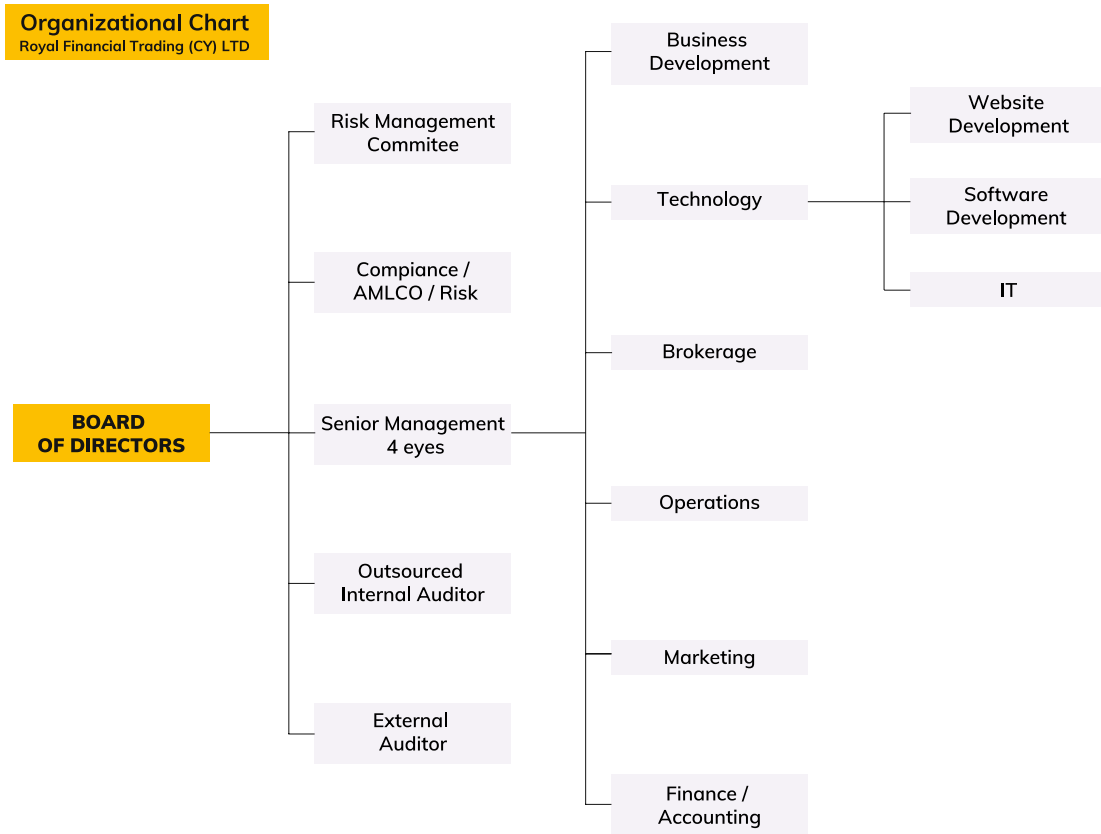 Organizational Chart
Royal Financial Trading (CY) LTD
BOARD
OF DIRECTORS
Risk Management
Commitee
Compiance /
AMLCO / Risk
Senior Management
4 eyes
Outsourced
Internal Auditor
External
Auditor
Business
Development
Technology
Brokerage
Operations
Marketing
Finance /
Accounting
Website
Development
Software
Development
IT